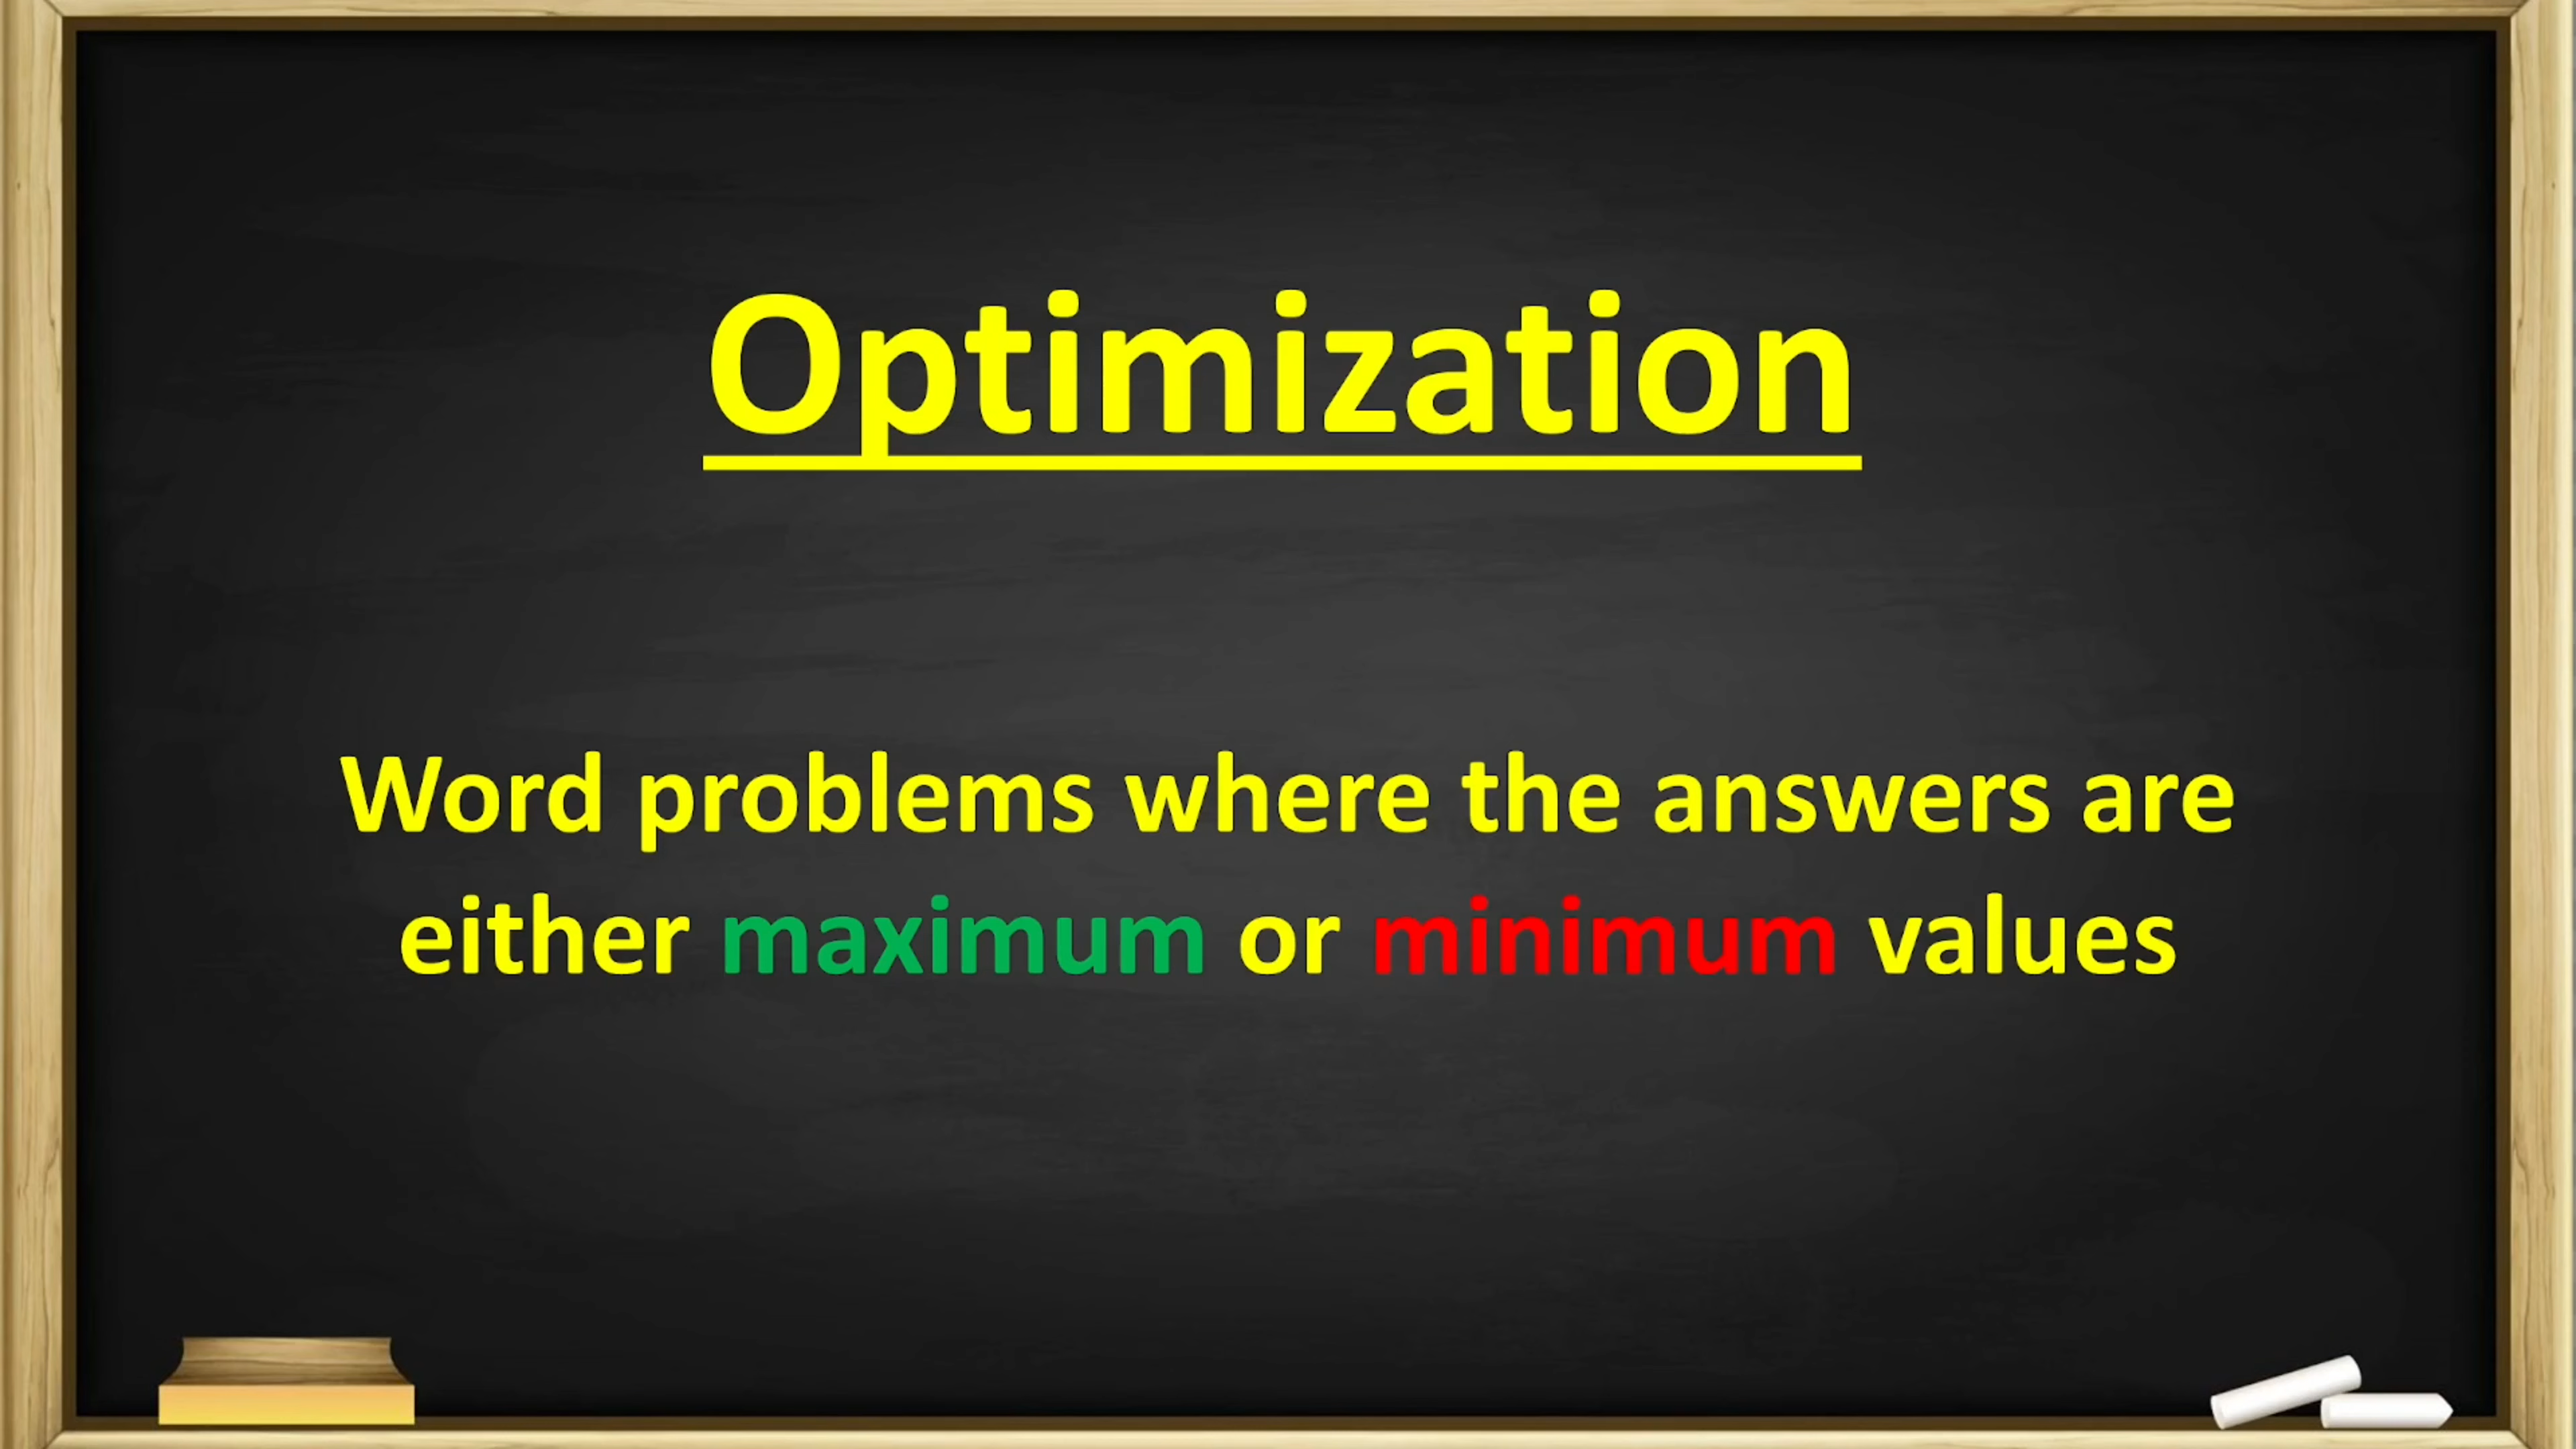 Optimization
Word problems where the answers are
either maximum or minimum values